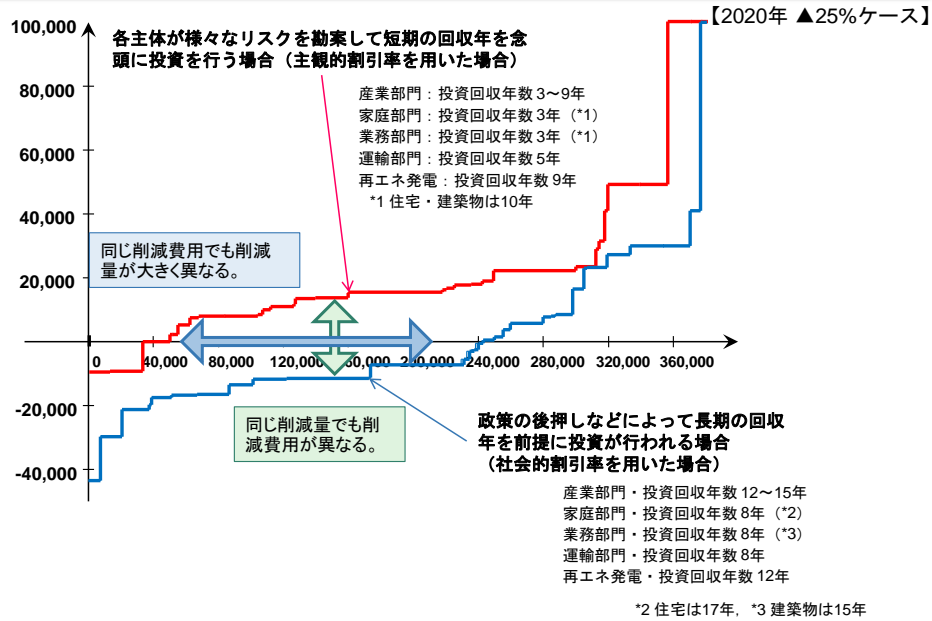 【2020年 ▲25%ケース】
100,000
80,000
60,000
40,000
20,000
-20,000
-40,000
各主体が様々なリスクを勘案して短期の回収年を念
頭に投資を行う場合（主観的割引率を用いた場合）
産業部門：投資回収年数 3～9年
家庭部門：投資回収年数 3年（*1）
業務部門：投資回収年数 3年（*1）
運輸部門：投資回収年数 5年
再エネ発電：投資回収年数 9年
*1 住宅・建築物は10年
同じ削減費用でも削減
量が大きく異なる。
0 40,000 80,000 120,000 160,000 200,000 240,000 280,000 320,000 360,000
同じ削減量でも削
減費用が異なる。
政策の後押しなどによって長期の回収
年を前提に投資が行われる場合
（社会的割引率を用いた場合）
産業部門・投資回収年数 12～15年
家庭部門・投資回収年数 8年（*2）
業務部門・投資回収年数 8年（*3）
運輸部門・投資回収年数 8年
再エネ発電・投資回収年数 12年
*2 住宅は17年，*3 建築物は15年